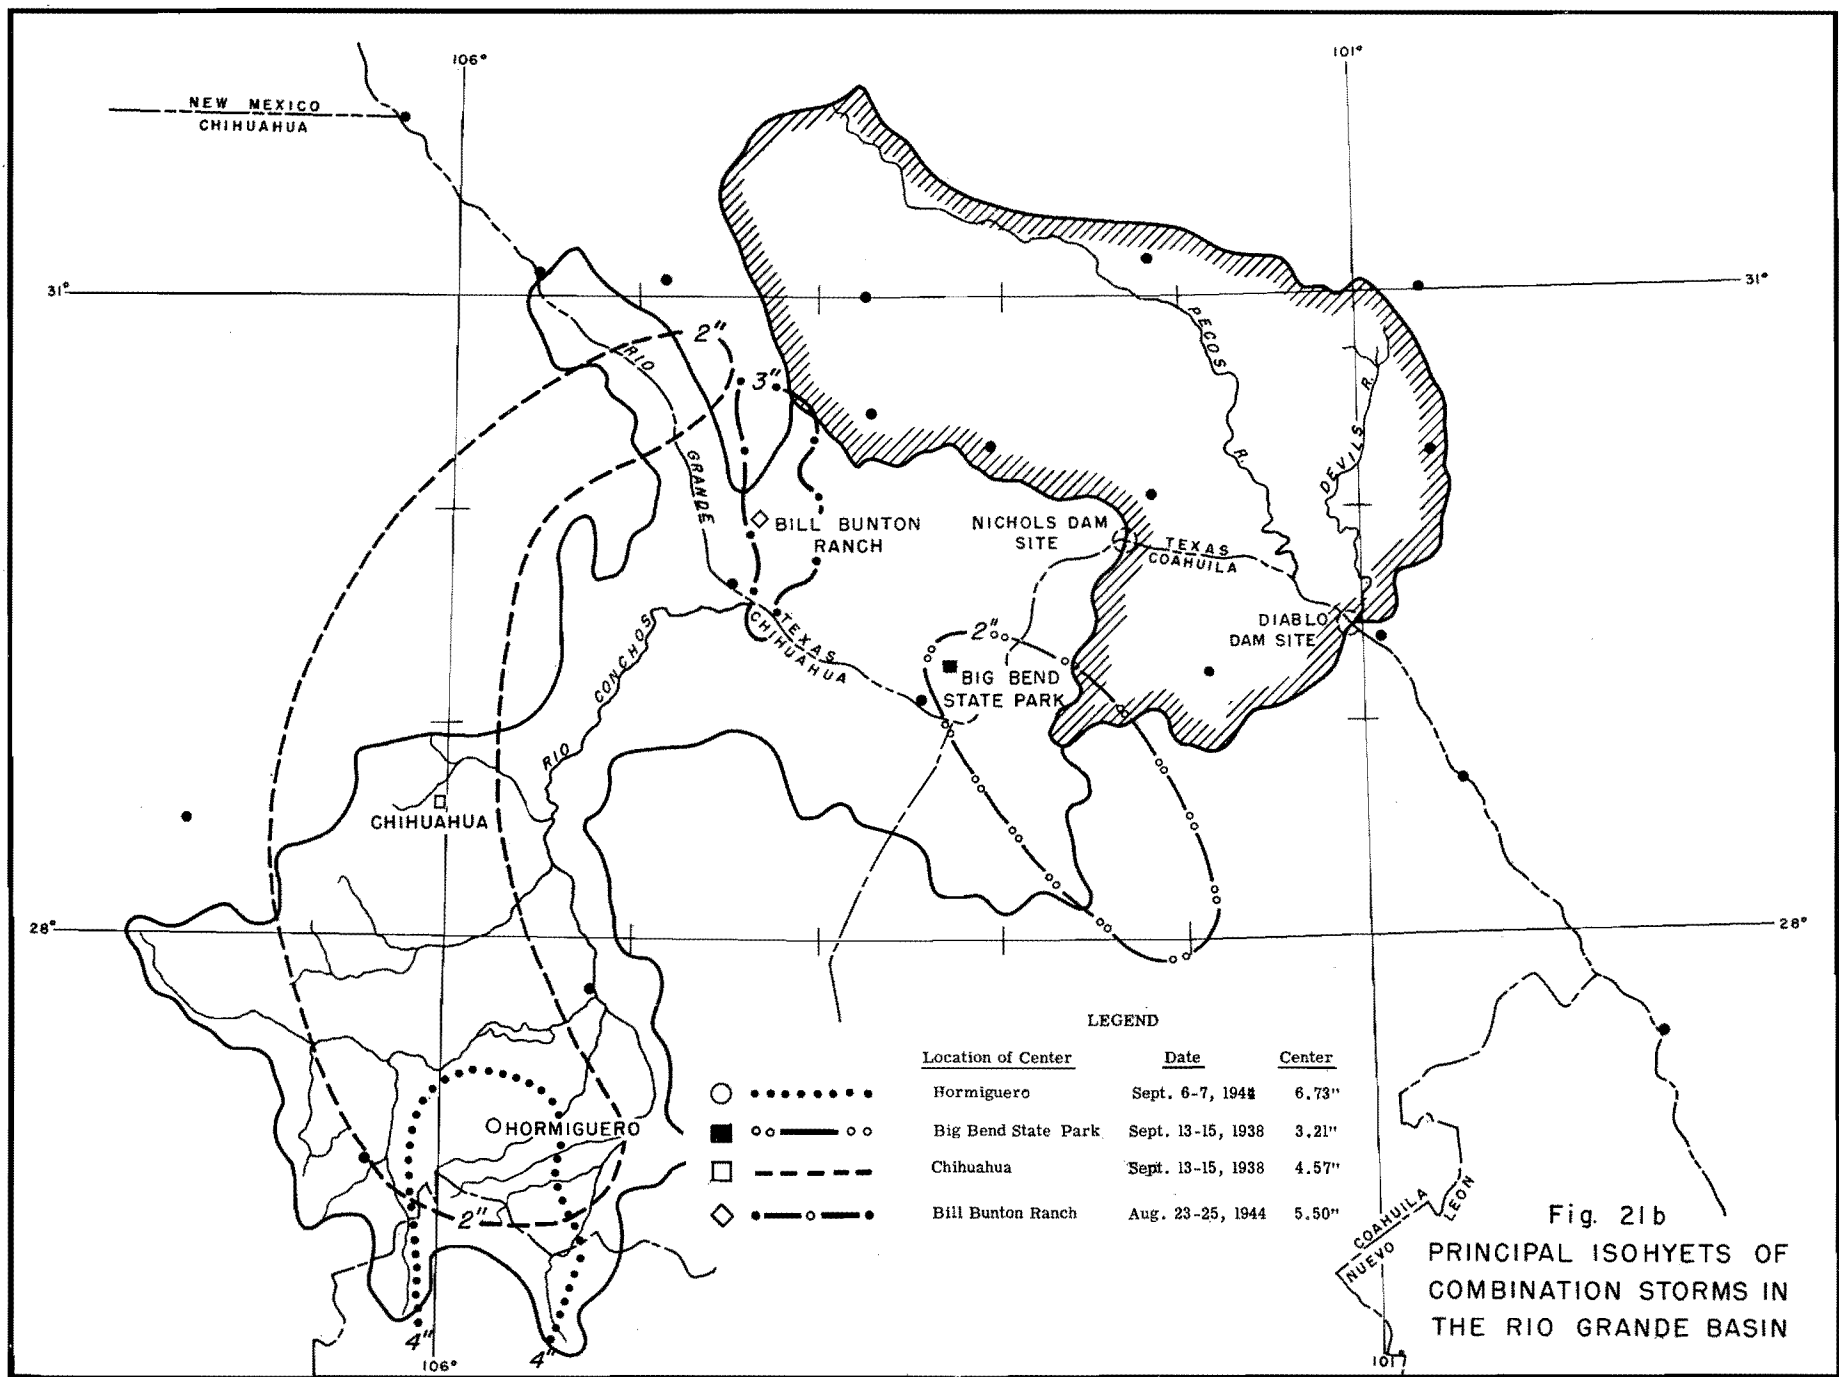 106°
101°
NEW MEXICO
CHIHUAHUA
31°
31°
2"
RIO
3"
PECOS
R.
R.
DEVILS
GRANDE
BILL BUNTON
RANCH
NICHOLS DAM
SITE
TEXAS
COAHUILA
DIABLO
DAM SITE
RIO CONCHOS
TEXAS
CHIHUAHUA
2"
BIG BEND
STATE PARK
CHIHUAHUA
28°
28°
LEGEND
Location of Center Date Center
Hormiguero Sept. 6-7, 1944 6.73"
Big Bend State Park Sept. 13-15, 1938 3.21"
Chihuahua Sept. 13-15, 1938 4.57"
Bill Bunton Ranch Aug. 23-25, 1944 5.50"
HORMIGUERO
2"
4"
4"
106°
101°
COAHUILA
NUEVO LEON
Fig. 21b
PRINCIPAL ISOHYETS OF
COMBINATION STORMS IN
THE RIO GRANDE BASIN